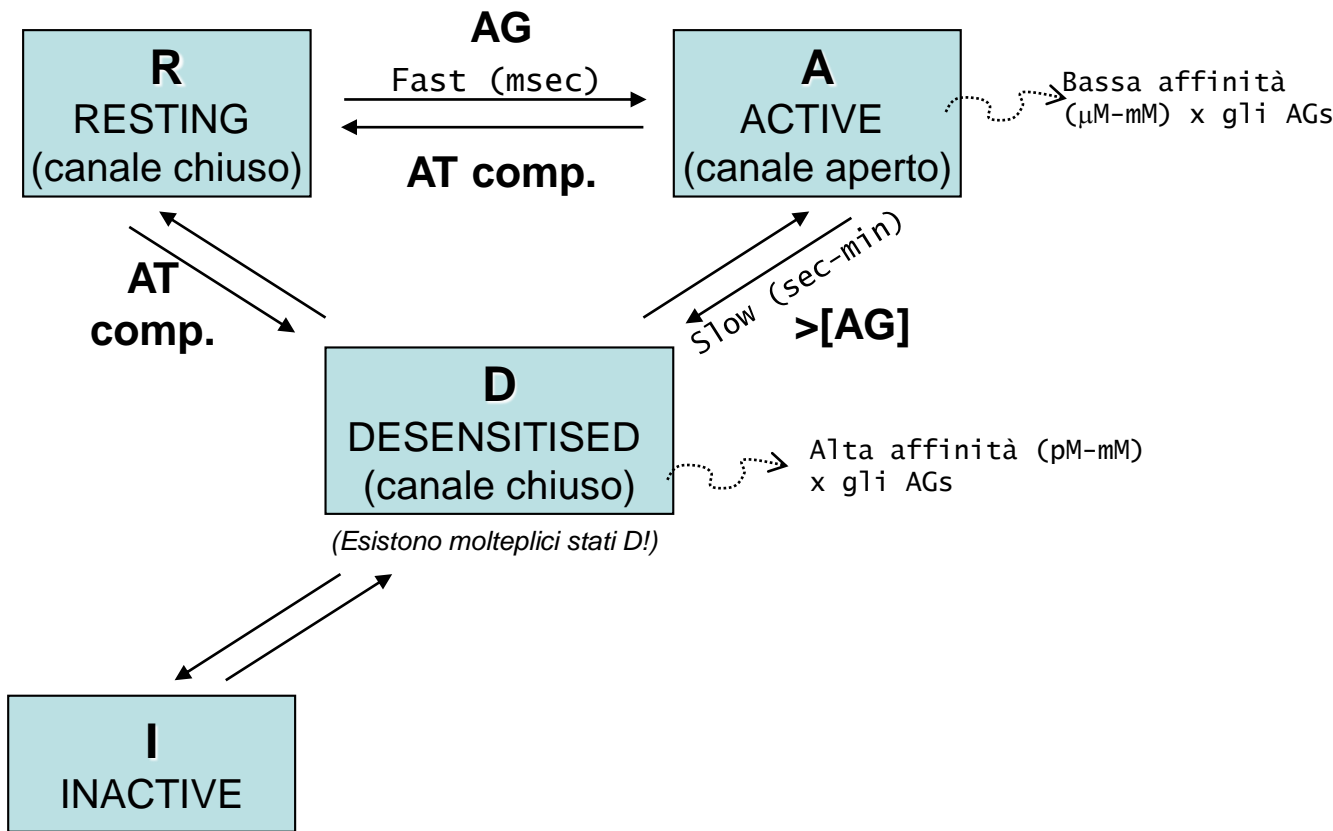 AG
R
RESTING
(canale chiuso)
Fast (msec)
AT comp.
A
ACTIVE
(canale aperto)
Bassa affinità
(μM-mM) x gli AGs
AT
comp.
Slow (sec-min)
>[AG]
D
DESENSITISED
(canale chiuso)
Alta affinità (pM-mM)
x gli AGs
(Esistono molteplici stati D!)
I
INACTIVE